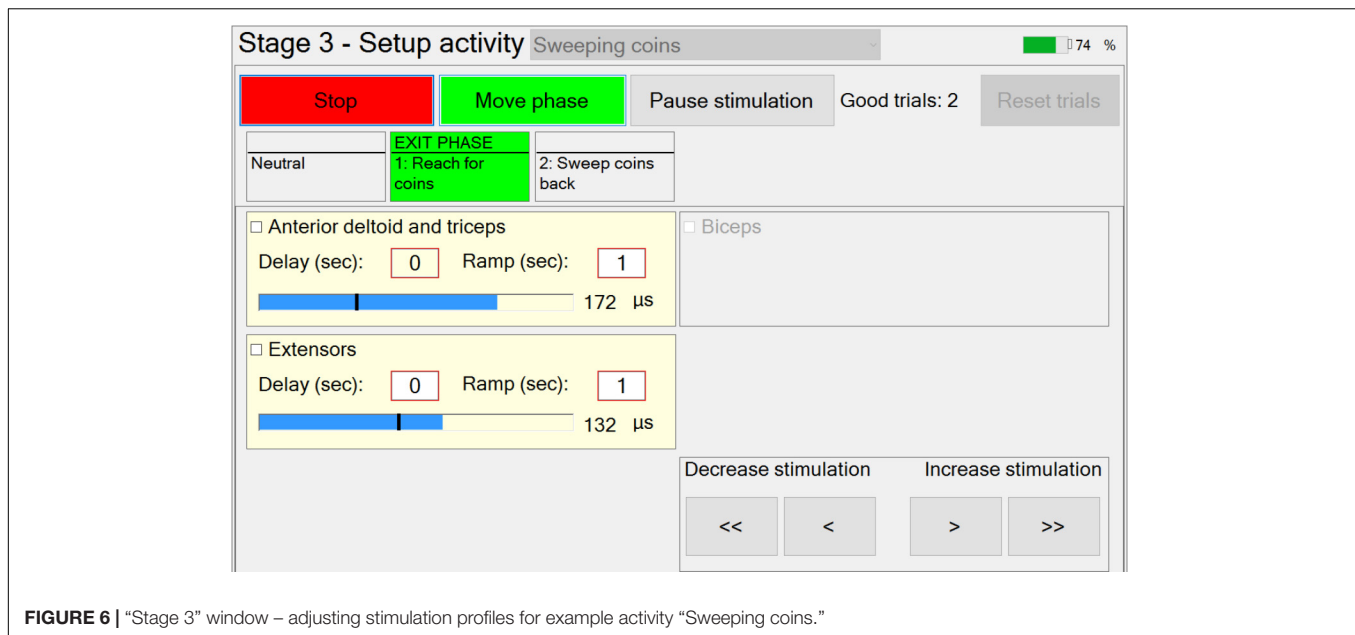 Stage 3 - Setup activity Sweeping coins 74 %
Stop Move phase Pause stimulation Good trials: 2 Reset trials
EXIT PHASE
Neutral 1: Reach for 2: Sweep coins
coins back
Anterior deltoid and triceps Biceps
Delay (sec): 0 Ramp (sec): 1
172 µs
Extensors
Delay (sec): 0 Ramp (sec): 1
132 µs
Decrease stimulation Increase stimulation
<< < > >>
FIGURE 6 | “Stage 3” window – adjusting stimulation profiles for example activity “Sweeping coins.”